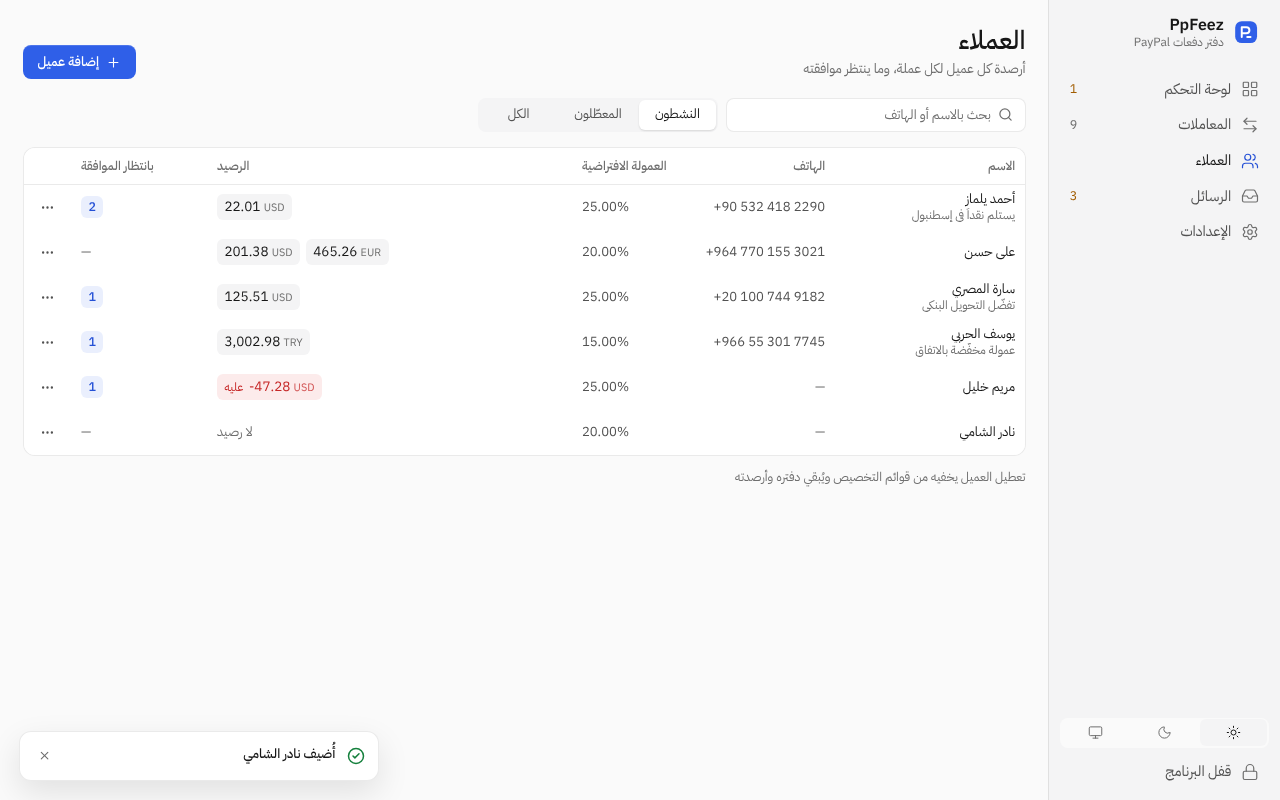 PpFeez
دفتر دفعات PayPal
لوحة التحكم 1
المعاملات 9
العملاء
الرسائل 3
الإعدادات
قفل البرنامج
العملاء
أرصدة كل عميل لكل عملة، وما ينتظر موافقته
إضافة عميل
بحث بالاسم أو الهاتف
النشطون
المعطّلون
الكل
الاسم الهاتف العمولة الافتراضية الرصيد بانتظار الموافقة
أحمد يلماز +90 532 418 2290 25.00% 22.01 USD 2
يستلم نقداً في إسطنبول
علي حسن +964 770 155 3021 20.00% 201.38 USD 465.26 EUR —
سارة المصري +20 100 744 9182 25.00% 125.51 USD 1
تفضّل التحويل البنكي
يوسف الحربي +966 55 301 7745 15.00% 3,002.98 TRY 1
عمولة مخفّضة بالاتفاق
مريم خليل — 25.00% -47.28 USD عليه 1
نادر الشامي — 20.00% لا رصيد —
تعطيل العميل يخفيه من قوائم التخصيص ويُبقي دفتره وأرصدته
أُضيف نادر الشامي